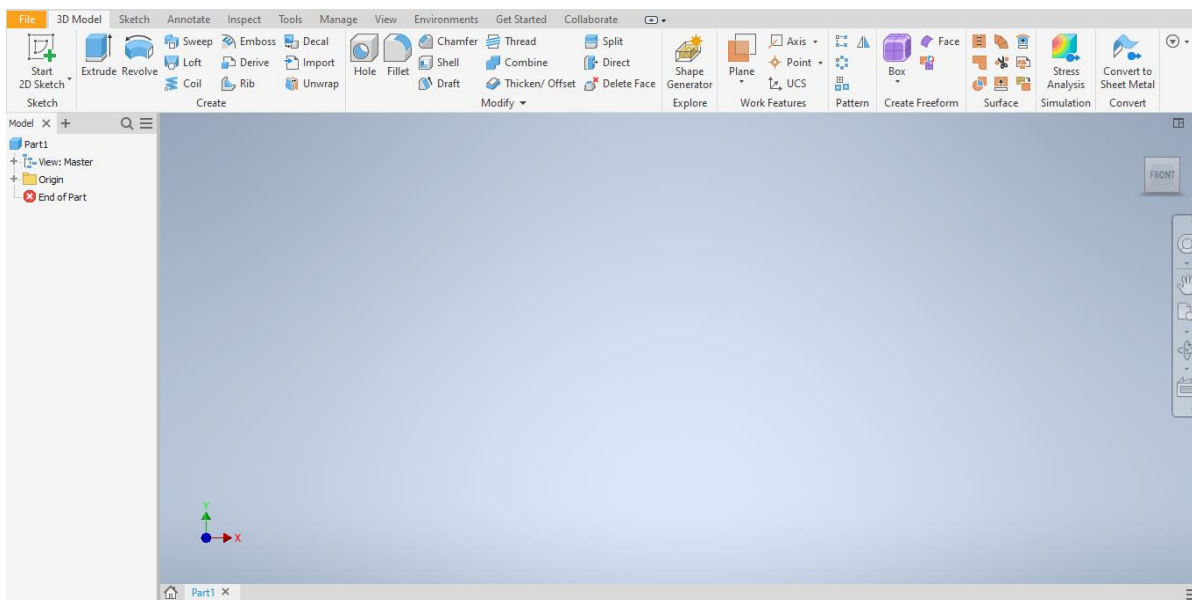 File 3D Model Sketch Annotate Inspect Tools Manage View Environments Get Started Collaborate
Sweep Emboss Decal Chamfer Thread Split Axis Face
Loft Derive Import Shell Combine Direct Point
Start 2D Sketch Extrude Revolve Hole Fillet Shape Generator Plane Box Stress Analysis Convert to Sheet Metal
Coil Rib Unwrap Draft Thicken/ Offset Delete Face UCS
Sketch Create Modify Explore Work Features Pattern Create Freeform Surface Simulation Convert
Model
Part1
View: Master
Origin
End of Part
FRONT
Y
X
Part1